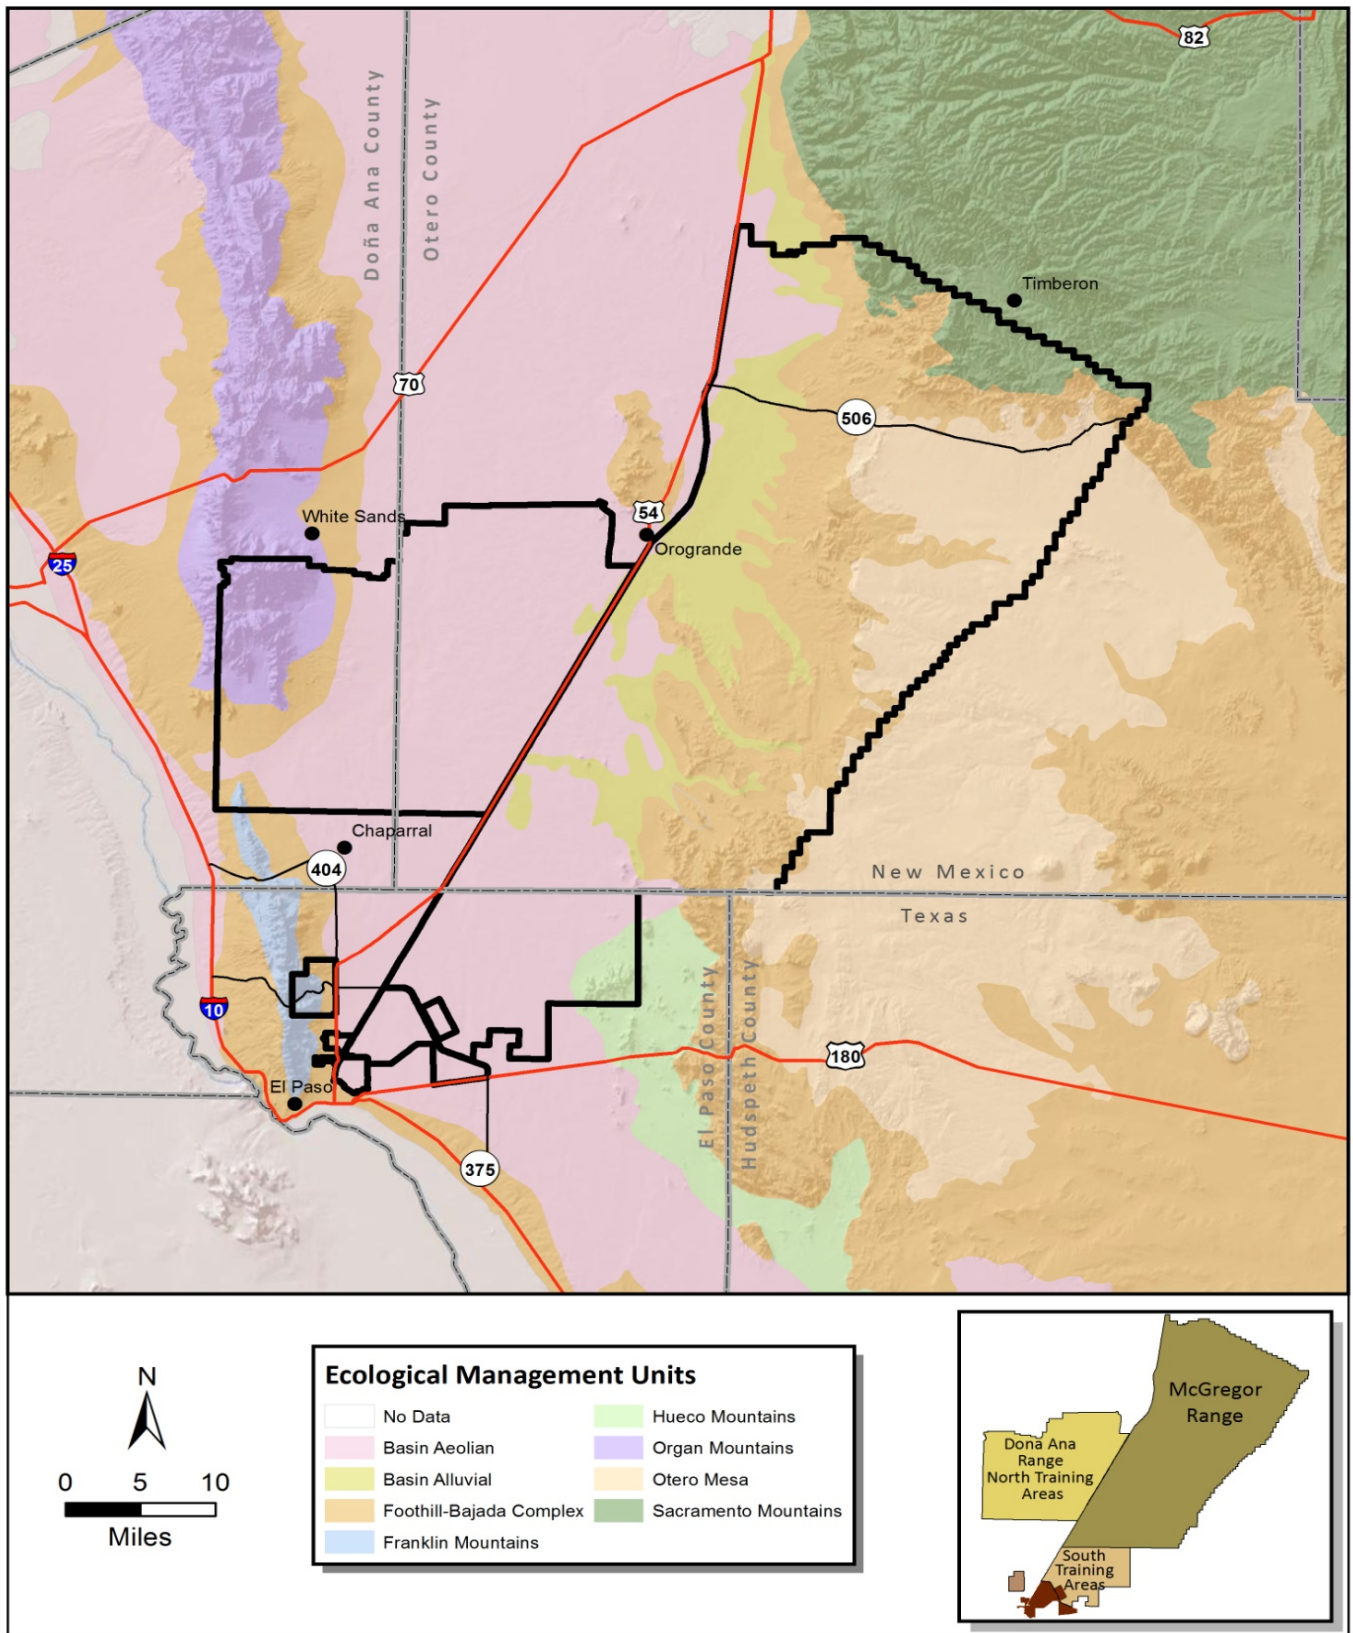 82
Doña Ana County
Otero County
Timberon
70
506
White Sands
54
Orogrande
25
Chaparral
404
New Mexico
Texas
El Paso County
Hudspeth County
10
180
El Paso
375
N
0 5 10
Miles
Ecological Management Units
No Data
Basin Aeolian
Basin Alluvial
Foothill-Bajada Complex
Franklin Mountains
Hueco Mountains
Organ Mountains
Otero Mesa
Sacramento Mountains
McGregor
Range
Dona Ana
Range
North Training
Areas
South
Training
Areas